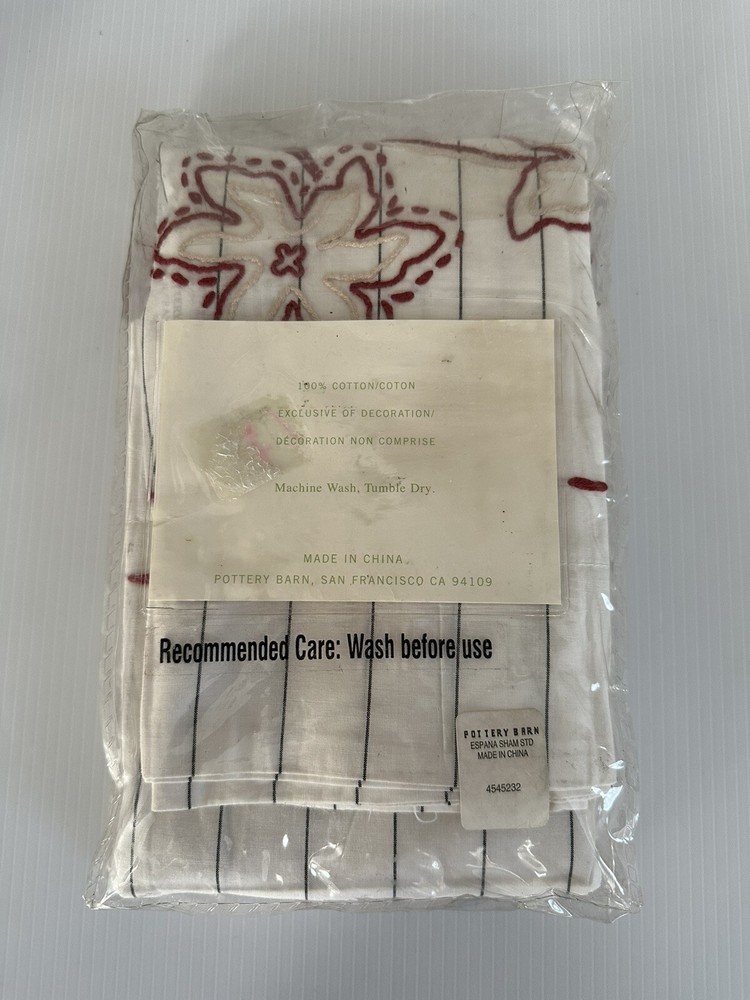 100% COTTON/COTON
EXCLUSIVE OF DECORATION/
DÉCORATION NON COMPRISE
Machine Wash, Tumble Dry.
MADE IN CHINA
POTTERY BARN, SAN FRANCISCO CA 94109
Recommended Care: Wash before use
POTTERY BARN
ESPANA SHAM STD
MADE IN CHINA
4545232